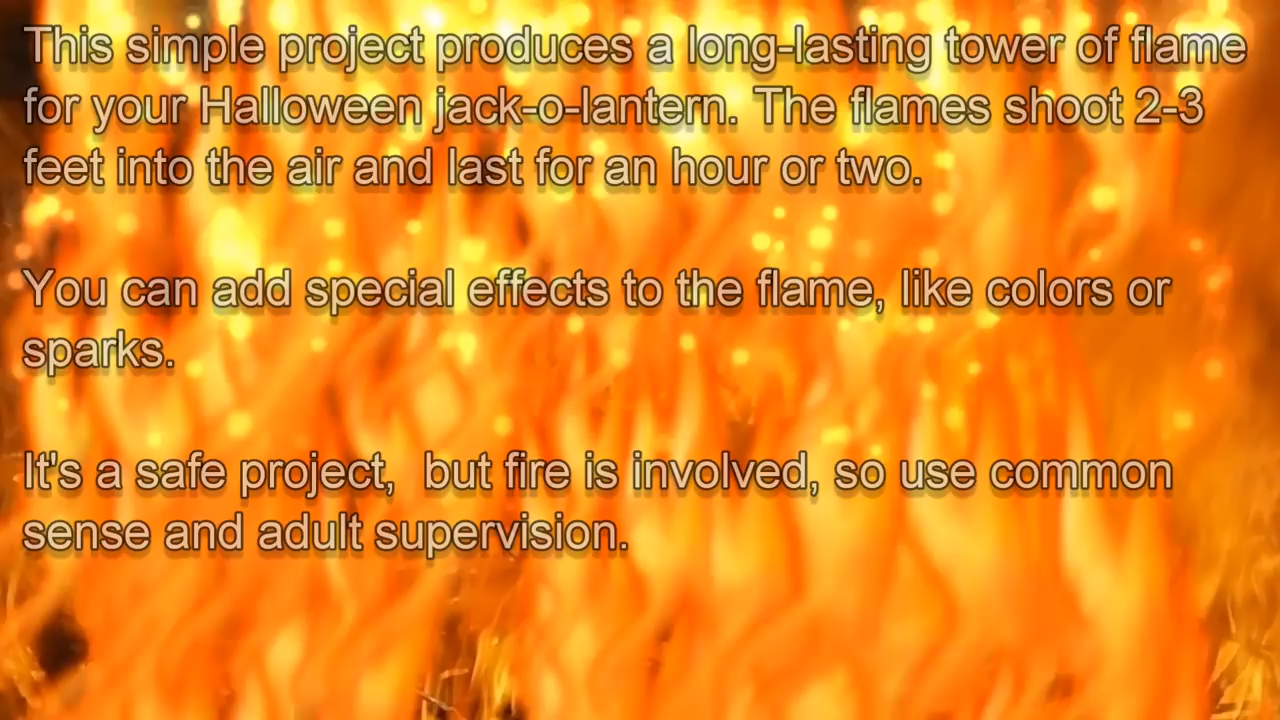 This simple project produces a long-lasting tower of flame
for your Halloween jack-o-lantern. The flames shoot 2-3
feet into the air and last for an hour or two.
You can add special effects to the flame, like colors or
sparks.
It's a safe project,  but fire is involved, so use common
sense and adult supervision.